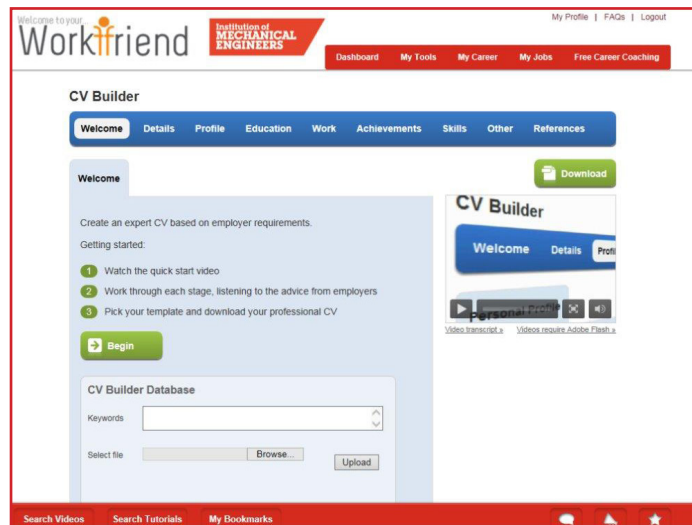 Welcome to your...
Workfriend
Institution of
MECHANICAL
ENGINEERS
My Profile | FAQs | Logout
Dashboard My Tools My Career My Jobs Free Career Coaching
CV Builder
Welcome Details Profile Education Work Achievements Skills Other References
Welcome
Download
Create an expert CV based on employer requirements.
Getting started:
1 Watch the quick start video
2 Work through each stage, listening to the advice from employers
3 Pick your template and download your professional CV
Begin
CV Builder
Welcome Details Profi
Personal Profile
Video transcript » Videos require Adobe Flash »
CV Builder Database
Keywords
Select file Browse... Upload
Search Videos Search Tutorials My Bookmarks